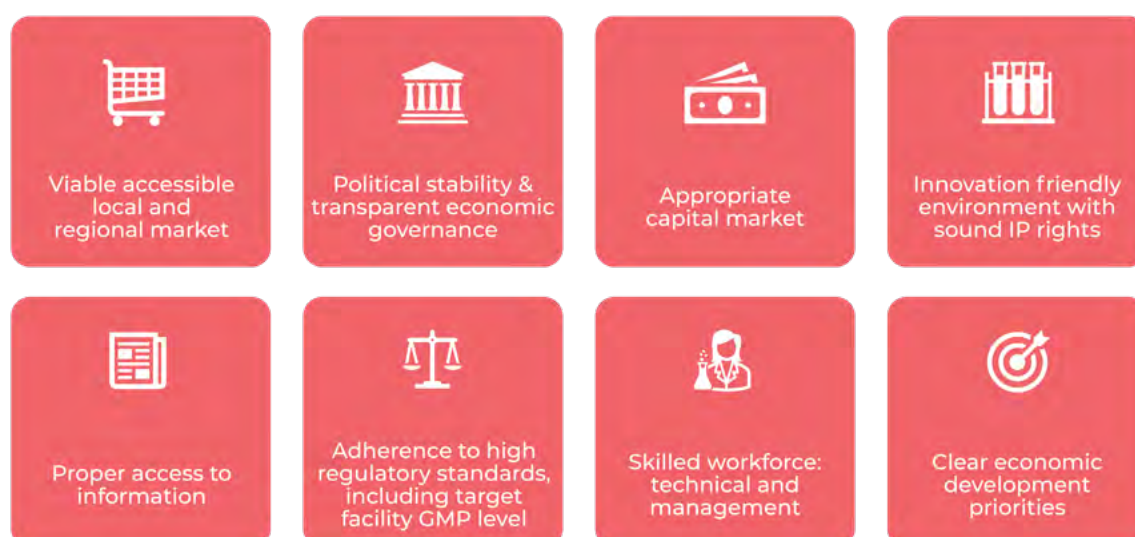 Viable accessible
local and
regional market
Political stability &
transparent economic
governance
Appropriate
capital market
Innovation friendly
environment with
sound IP rights
Proper access to
information
Adherence to high
regulatory standards,
including target
facility GMP level
Skilled workforce:
technical and
management
Clear economic
development
priorities